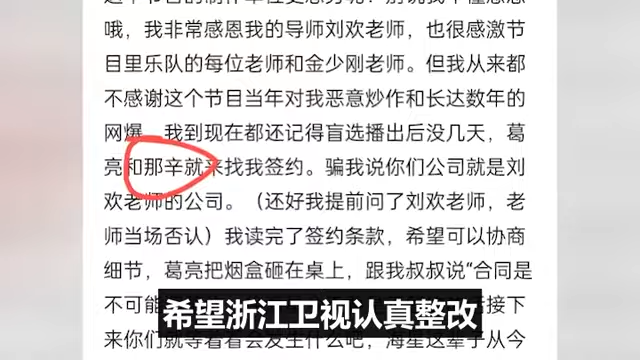 哦，我非常感恩我的导师刘欢老师，也很感激节
目里乐队的每位老师和金少刚老师。但我从来都
不感谢这个节目当年对我恶意炒作和长达数年的
网爆。我到现在都还记得盲选播出后没几天，葛
亮和那辛就来找我签约。骗我说你们公司就是刘
欢老师的公司。（还好我提前问了刘欢老师，老
师当场否认）我读完了签约条款，希望可以协商
细节，葛亮把烟盒砸在桌上，跟我叔叔说“合同是
不可能
接下
来你们就等着看会发生什么吧，海星这辈子从今
希望浙江卫视认真整改